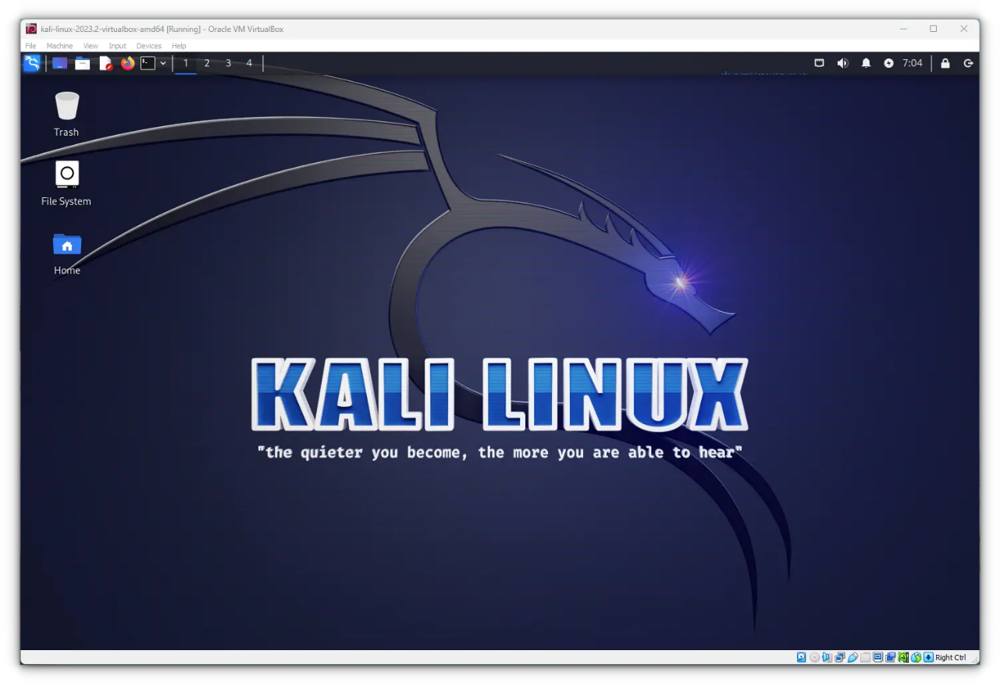 kali-linux-2023.2-virtualbox-amd64 [Running] - Oracle VM VirtualBox
File Machine View Input Devices Help
1 2 3 4 7:04
Trash
File System
Home
KALI LINUX
"the quieter you become, the more you are able to hear"
Right Ctrl